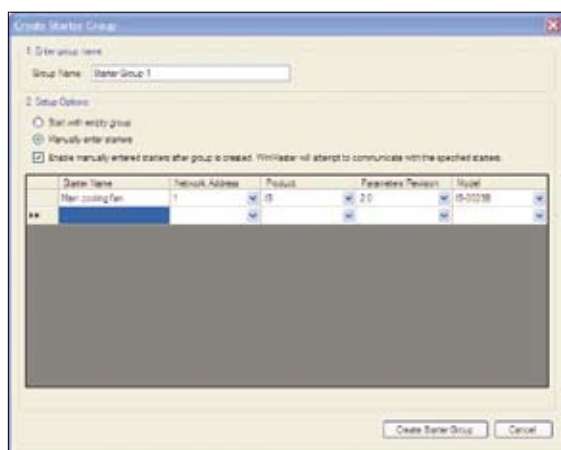 Create Starter Group
1. Enter group name
Group Name Starter Group 1
2. Setup Options
Start with empty group
Manually enter starters
Enable manually entered starters after group is created. WinMaster will attempt to communicate with the specified starters.
Starter Name Network Address Product Parameters Revision Model
Main cooling fan 1 2.0
Create Starter Group Cancel